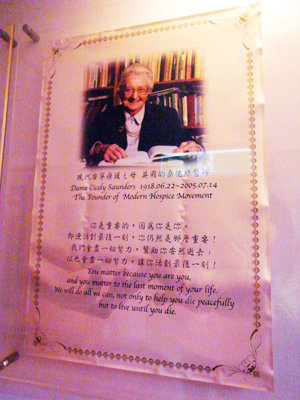 現代安寧療護之母 英國的桑德絲醫師
Dame Cicely Saunders 1918.06.22~2005.07.14
The Founder of Modern Hospice Movement
你是重要的，因為你是你。
即使活到最後一刻，你仍然是那麼重要！
我們會盡一切努力，幫助你安然逝去，
但也會盡一切努力，讓你活到最後一刻！
You matter because you are you,
and you matter to the last moment of your life.
We will do all we can, not only to help you die peacefully
but to live until you die.